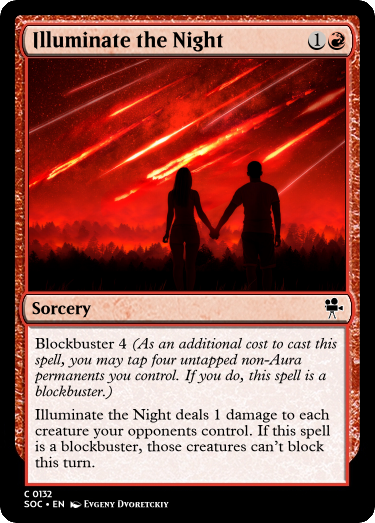 Illuminate the Night 1
Sorcery
Blockbuster 4 (As an additional cost to cast this
spell, you may tap four untapped non-Aura
permanents you control. If you do, this spell is a
blockbuster.)
Illuminate the Night deals 1 damage to each
creature your opponents control. If this spell
is a blockbuster, those creatures can't block
this turn.
C 0132
SOC • EN Evgeny Dvoretckiy